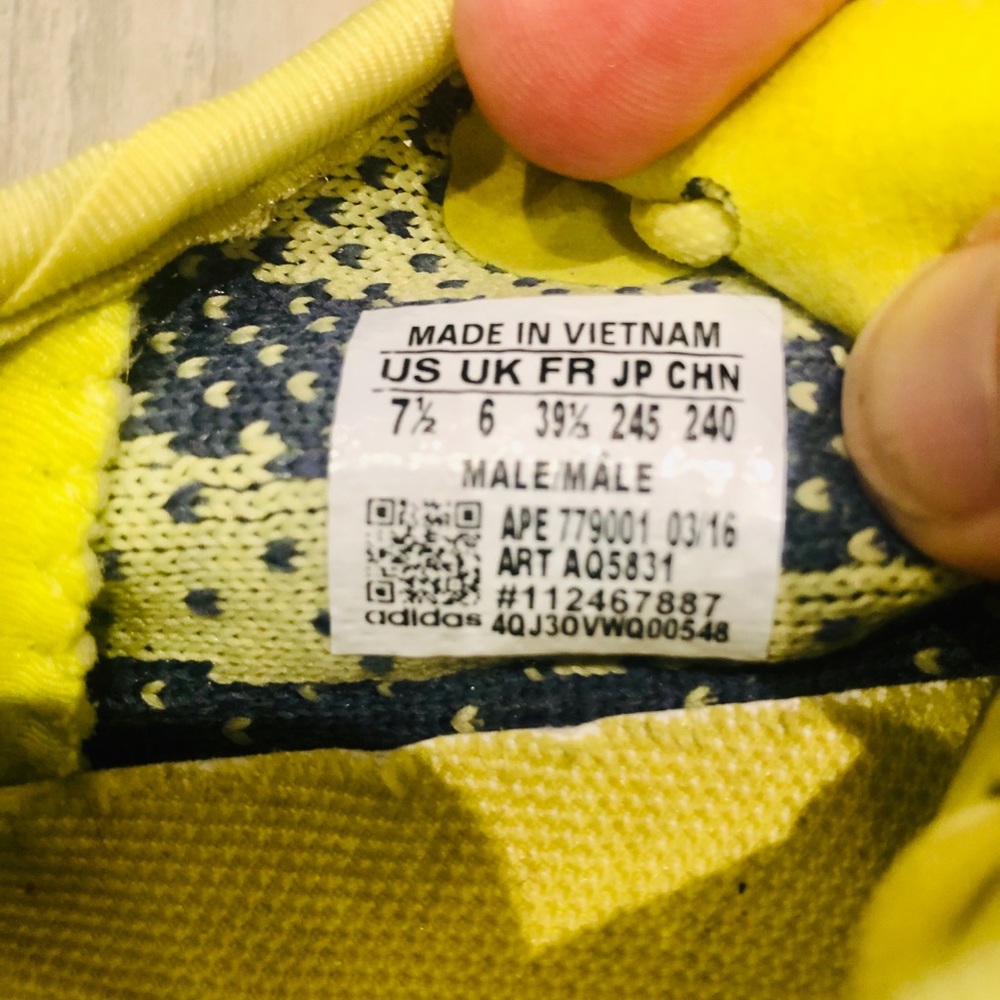 MADE IN VIETNAM
US UK FR JP CHN
7½ 6 39⅓ 245 240
MALE/MÂLE
APE 779001 03/16
ART AQ5831
#112467887
adidas 4QJ3OVWQ00548